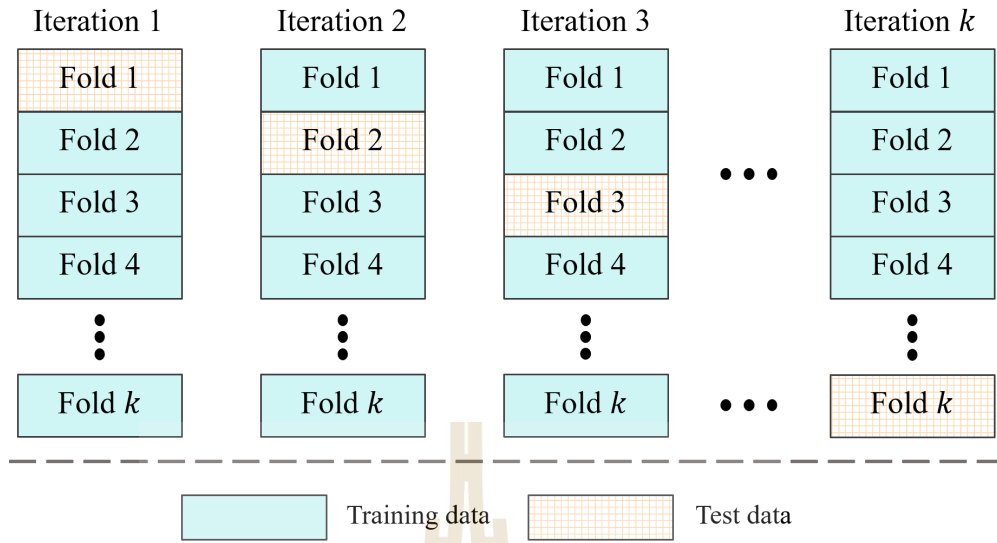 Iteration 1
Iteration 2
Iteration 3
Iteration k
Fold 1
Fold 1
Fold 1
Fold 1
Fold 2
Fold 2
Fold 2
Fold 2
Fold 3
Fold 3
Fold 3
Fold 3
Fold 4
Fold 4
Fold 4
Fold 4
Fold k
Fold k
Fold k
Fold k
Training data
Test data